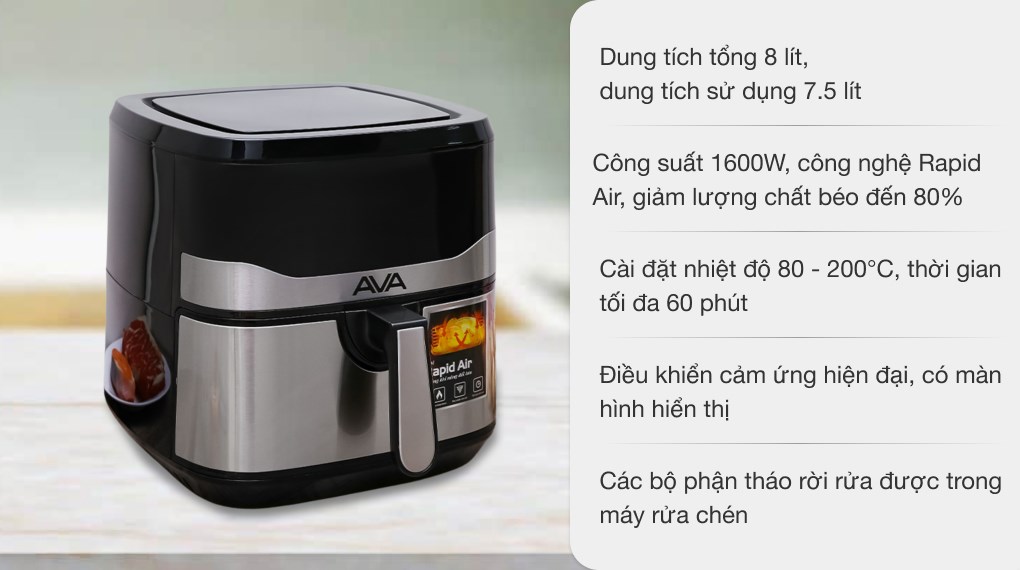 AVA
apid Air
Dung tích tổng 8 lít,
dung tích sử dụng 7.5 lít
Công suất 1600W, công nghệ Rapid
Air, giảm lượng chất béo đến 80%
Cài đặt nhiệt độ 80 - 200°C, thời gian
tối đa 60 phút
Điều khiển cảm ứng hiện đại, có màn
hình hiển thị
Các bộ phận tháo rời rửa được trong
máy rửa chén